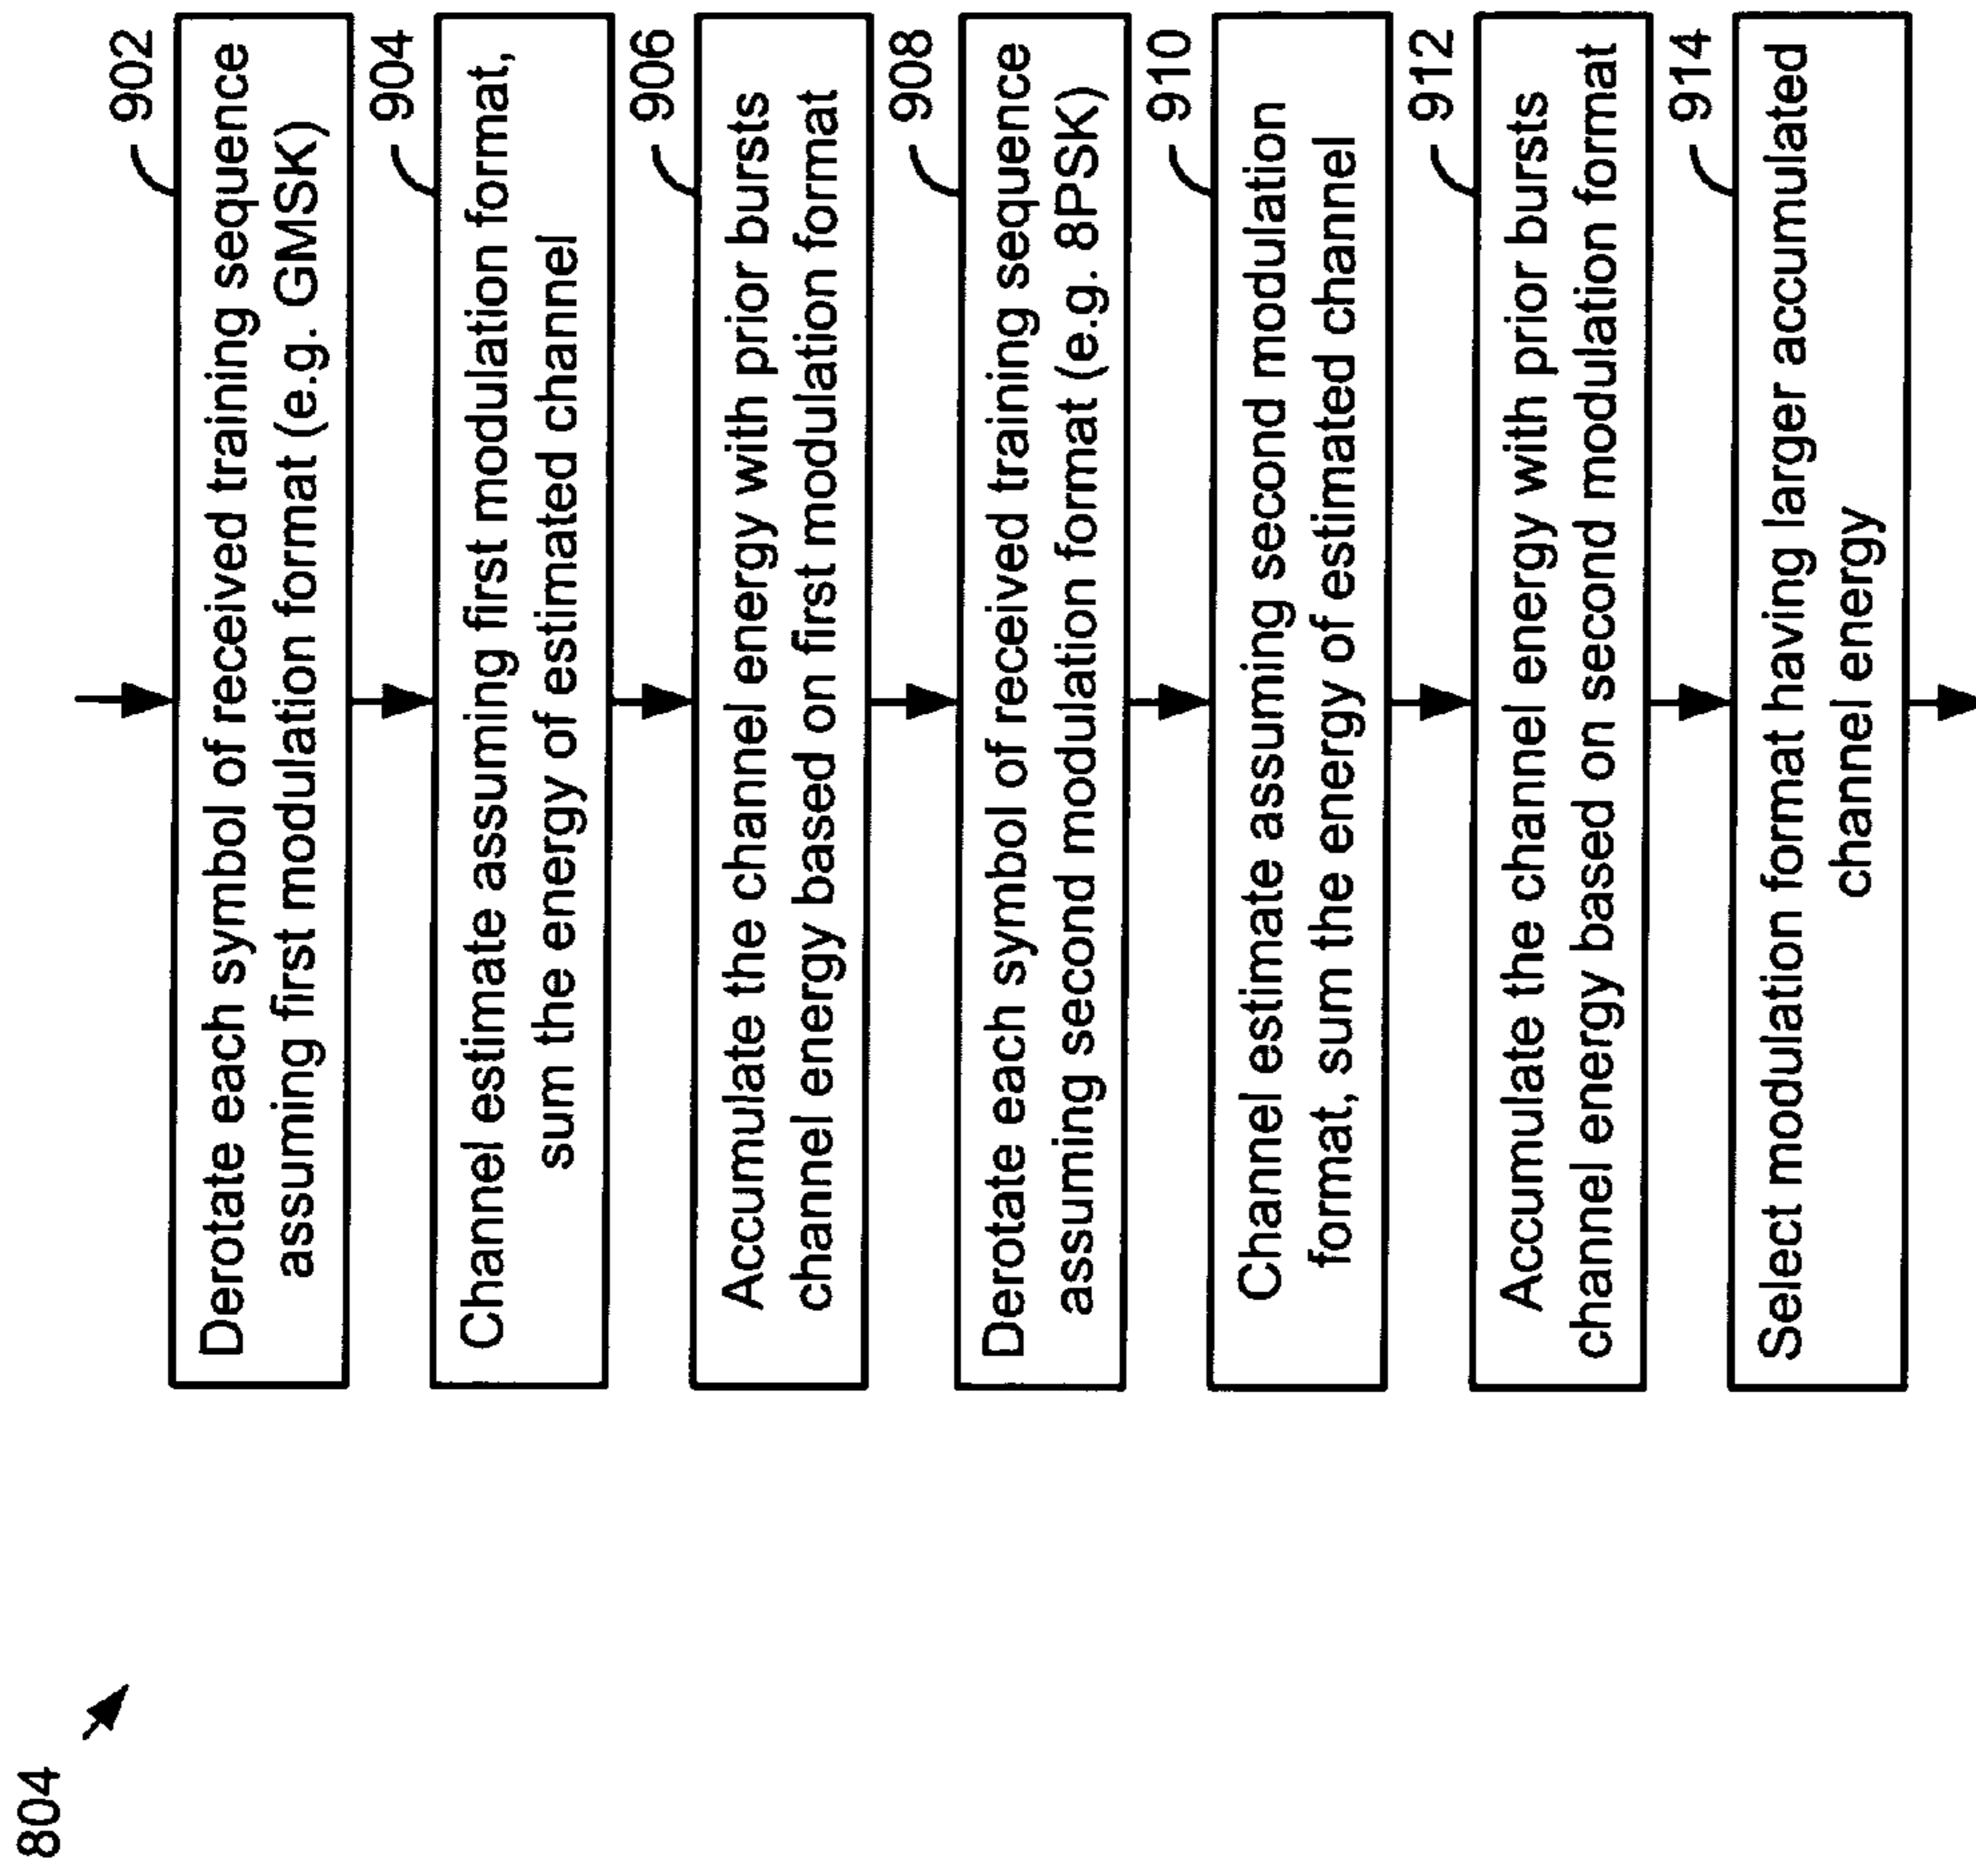 804
902
Derotate each symbol of received training sequence
assuming first modulation format (e.g. GMSK)
904
Channel estimate assuming first modulation format,
sum the energy of estimated channel
906
Accumulate the channel energy with prior bursts
channel energy based on first modulation format
908
Derotate each symbol of received training sequence
assuming second modulation format (e.g. 8PSK)
910
Channel estimate assuming second modulation
format, sum the energy of estimated channel
912
Accumulate the channel energy with prior bursts
channel energy based on second modulation format
914
Select modulation format having larger accumulated
channel energy